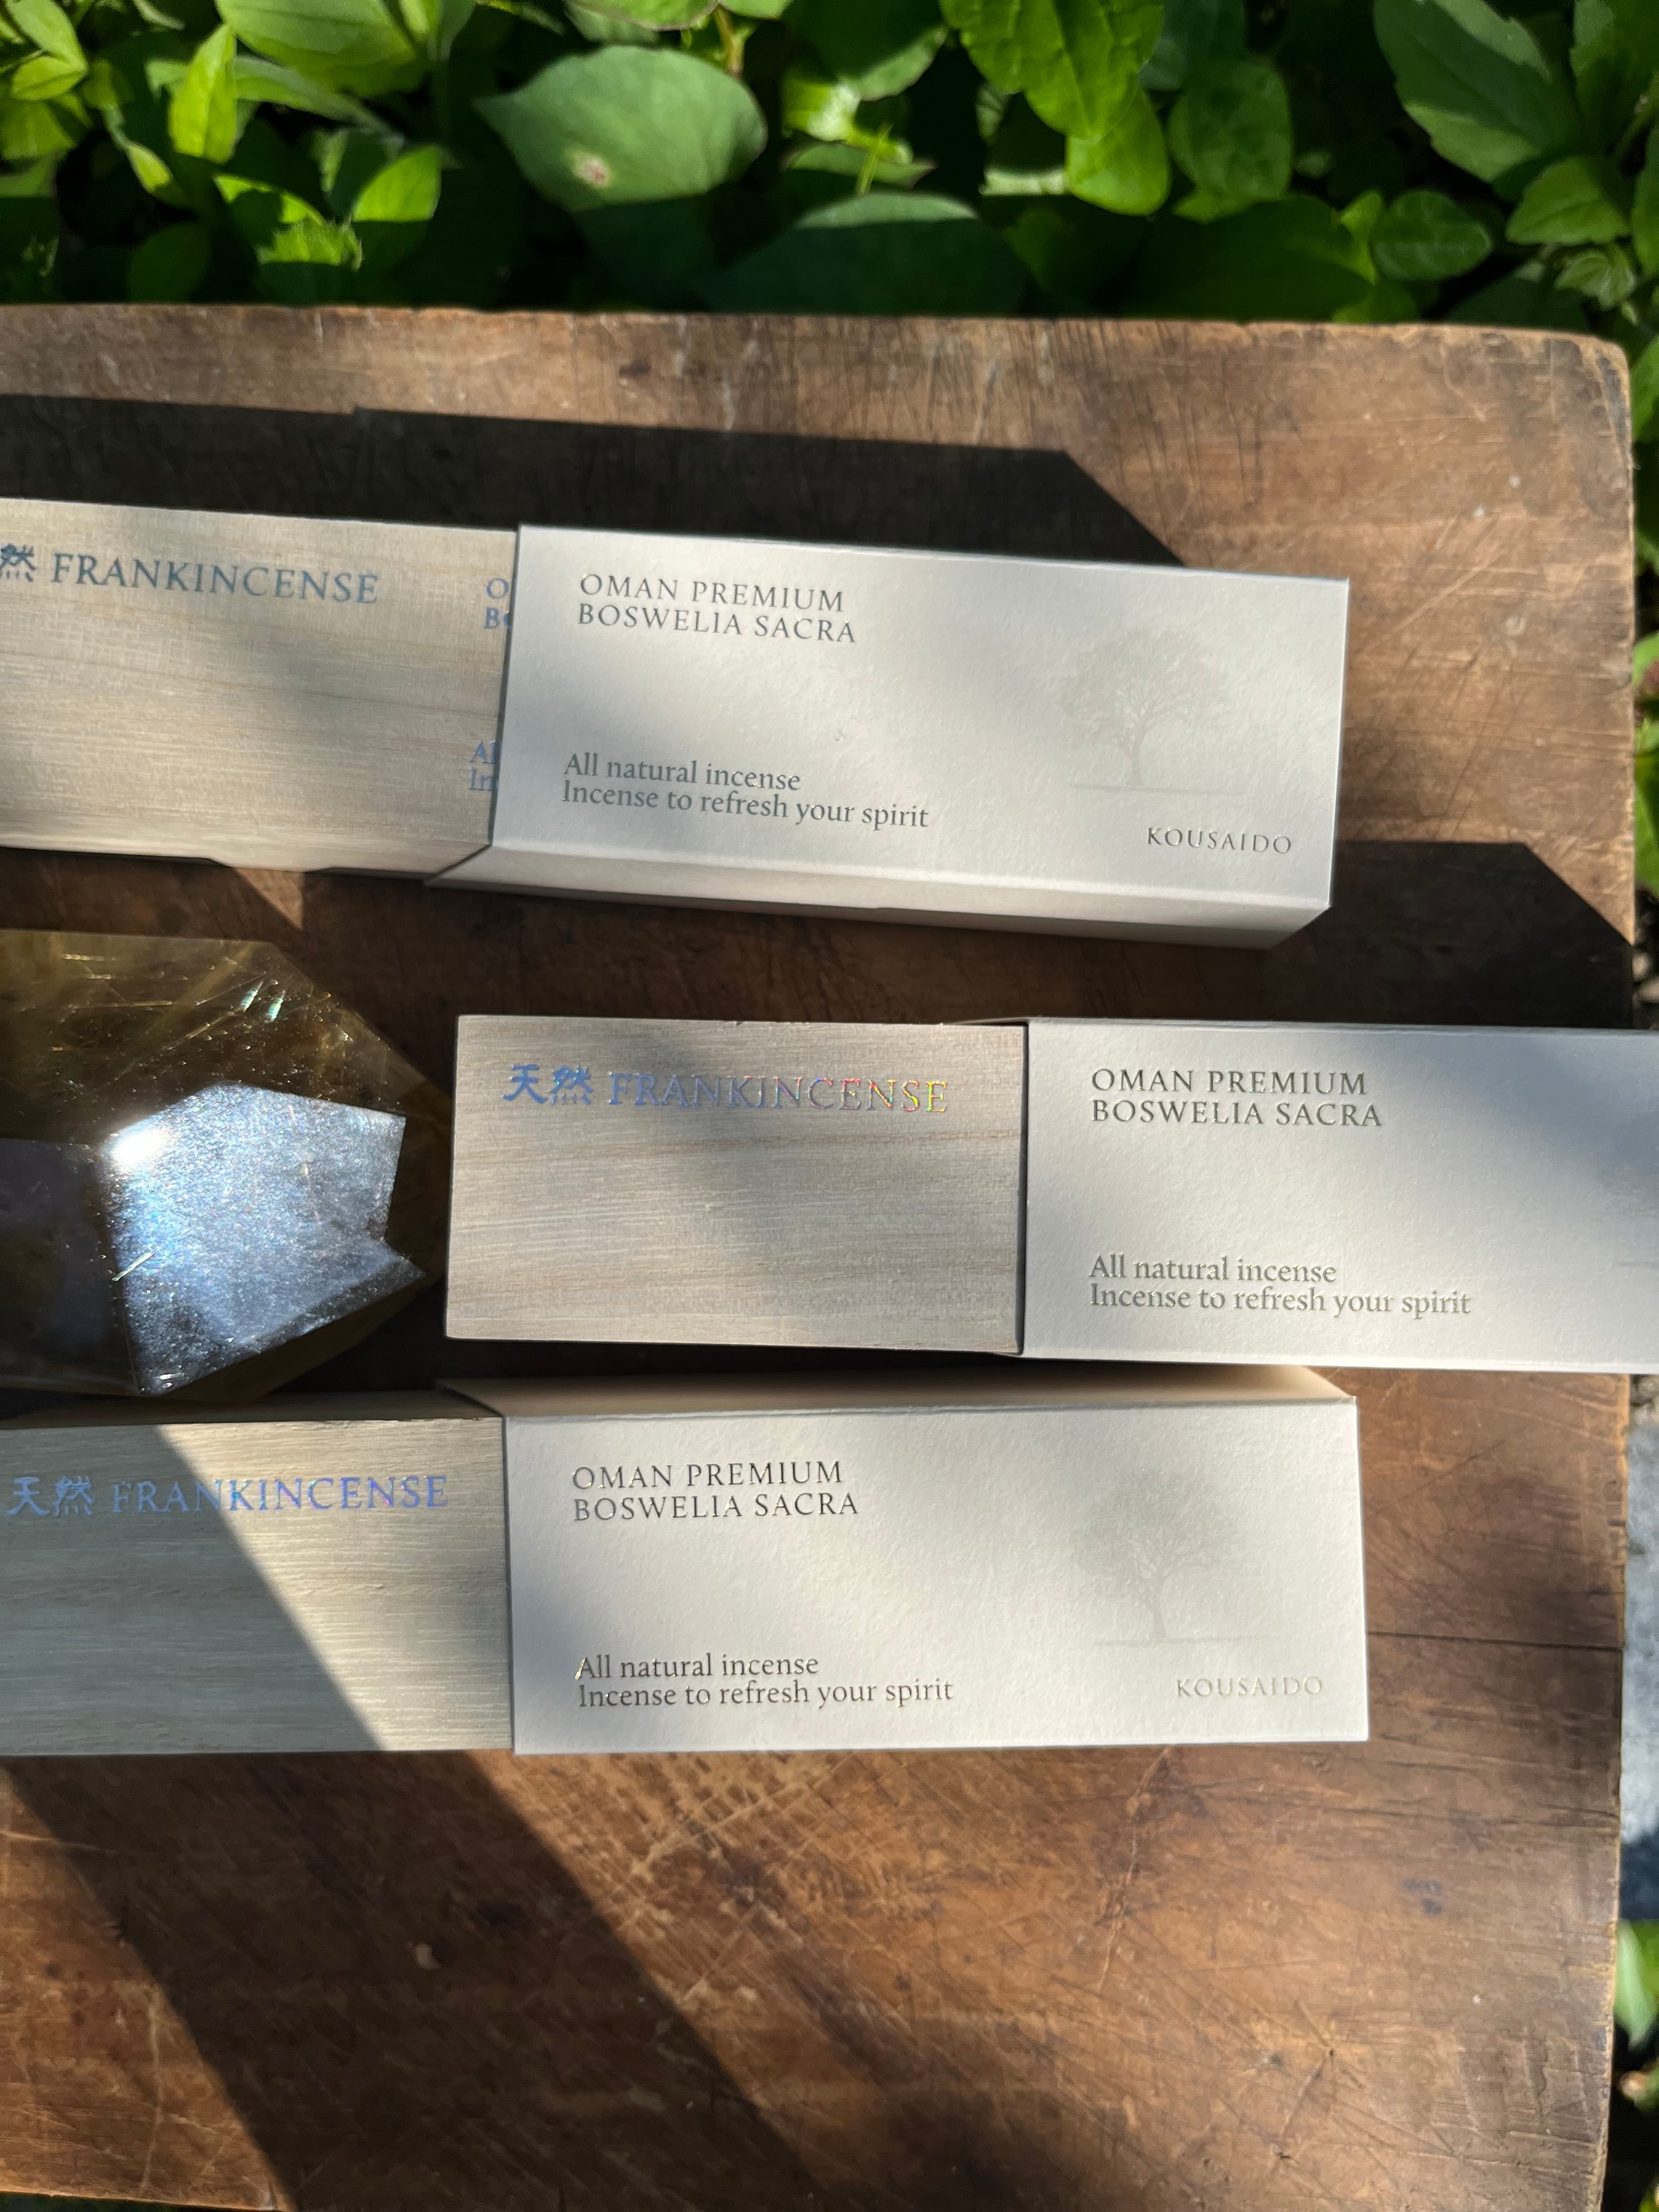 然 FRANKINCENSE
OMAN PREMIUM
BOSWELIA SACRA
All natural incense
Incense to refresh your spirit
KOUSAIDO
天然 FRANKINCENSE
OMAN PREMIUM
BOSWELIA SACRA
All natural incense
Incense to refresh your spirit
天然 FRANKINCENSE
OMAN PREMIUM
BOSWELIA SACRA
All natural incense
Incense to refresh your spirit
KOUSAIDO